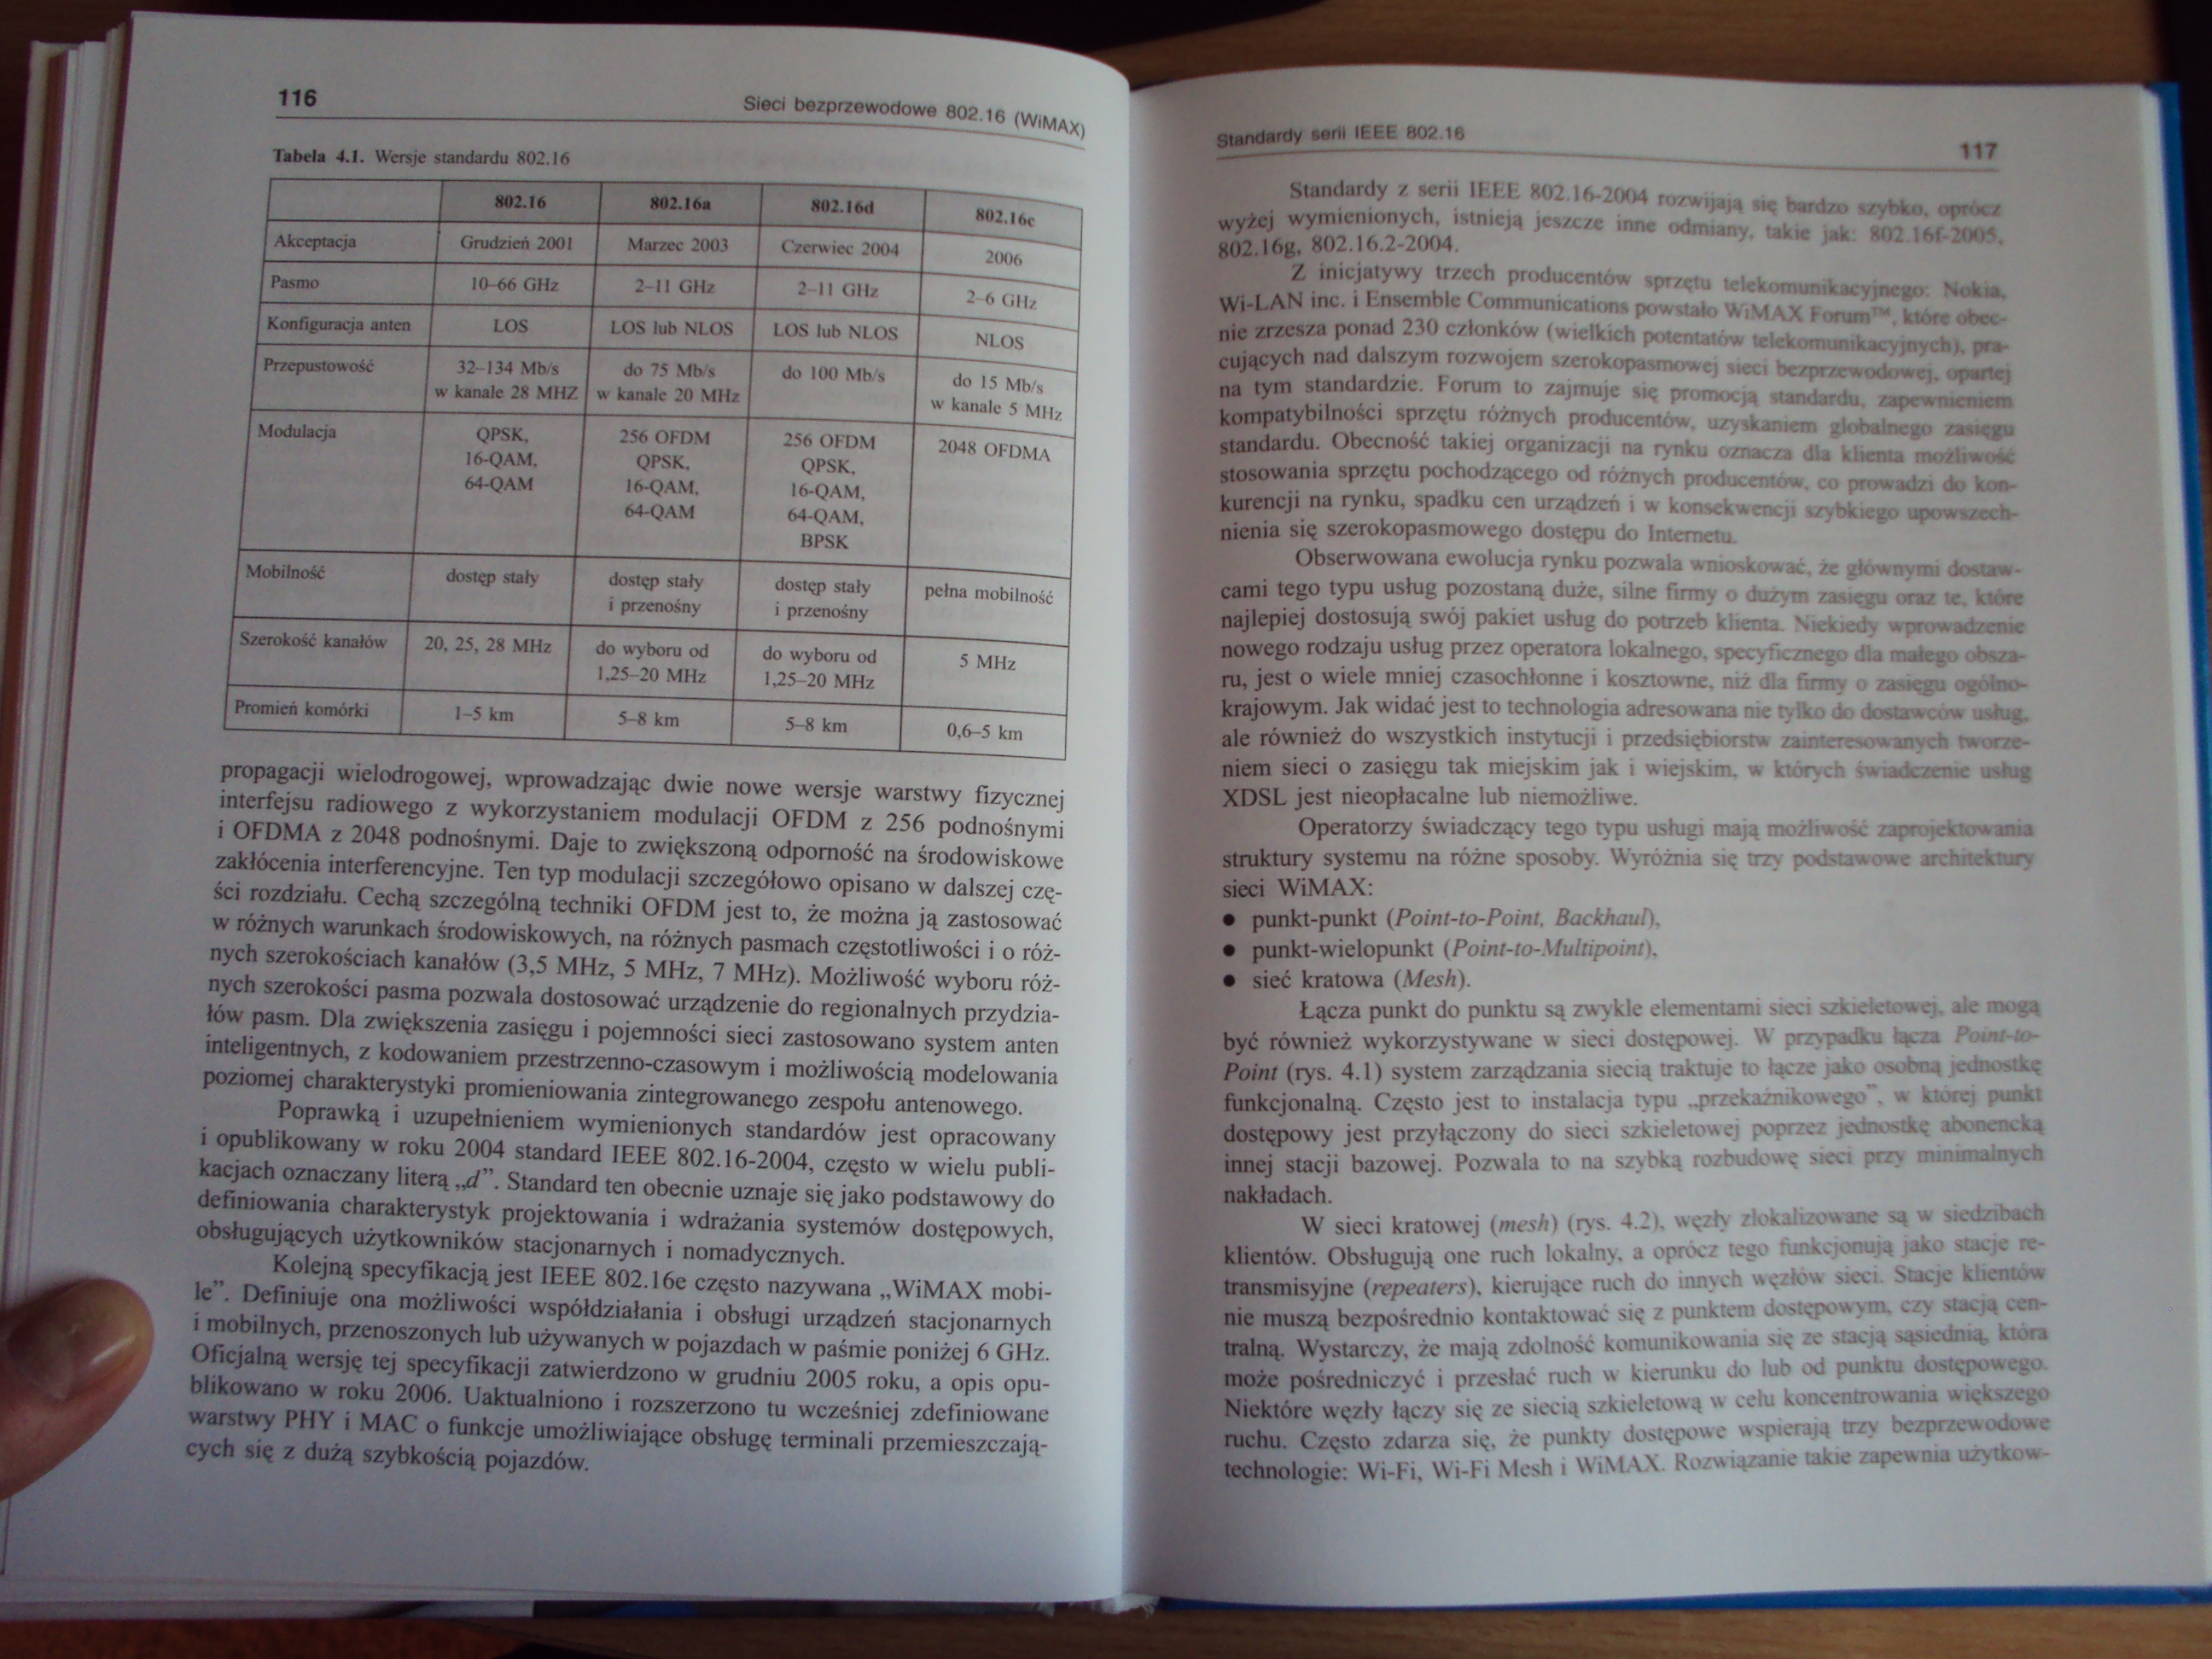 116
Sieci bezprzewodowe 802.16 (WiMAX)
Tabela 4.1. Wersje standardu 802.16
802.16 802.16a 802.16d 802.16e
Akceptacja Grudzień 2001 Marzec 2003 Czerwiec 2004 2006
Pasmo 10–66 GHz 2–11 GHz 2–11 GHz 2–6 GHz
Konfiguracja anten LOS LOS lub NLOS LOS lub NLOS NLOS
Przepustowość 32–134 Mb/s do 75 Mb/s do 100 Mb/s do 15 Mb/s
w kanale 28 MHZ w kanale 20 MHz w kanale 5 MHz
Modulacja QPSK, 256 OFDM 256 OFDM 2048 OFDMA
16-QAM, QPSK, QPSK,
64-QAM 16-QAM, 16-QAM,
64-QAM 64-QAM,
BPSK
Mobilność dostęp stały dostęp stały dostęp stały pełna mobilność
i przenośny i przenośny
Szerokość kanałów 20, 25, 28 MHz do wyboru od do wyboru od 5 MHz
1,25–20 MHz 1,25–20 MHz
Promień komórki 1–5 km 5–8 km 5–8 km 0,6–5 km
propagacji wielodrogowej, wprowadzając dwie nowe wersje warstwy fizycznej
interfejsu radiowego z wykorzystaniem modulacji OFDM z 256 podnośnymi
i OFDMA z 2048 podnośnymi. Daje to zwiększoną odporność na środowiskowe
zakłócenia interferencyjne. Ten typ modulacji szczegółowo opisano w dalszej czę-
ści rozdziału. Cechą szczególną techniki OFDM jest to, że można ją zastosować
w różnych warunkach środowiskowych, na różnych pasmach częstotliwości i o róż-
nych szerokościach kanałów (3,5 MHz, 5 MHz, 7 MHz). Możliwość wyboru róż-
nych szerokości pasma pozwala dostosować urządzenie do regionalnych przydzia-
łów pasm. Dla zwiększenia zasięgu i pojemności sieci zastosowano system anten
inteligentnych, z kodowaniem przestrzenno-czasowym i możliwością modelowania
poziomej charakterystyki promieniowania zintegrowanego zespołu antenowego.
Poprawką i uzupełnieniem wymienionych standardów jest opracowany
i opublikowany w roku 2004 standard IEEE 802.16-2004, często w wielu publi-
kacjach oznaczany literą „d”. Standard ten obecnie uznaje się jako podstawowy do
definiowania charakterystyk projektowania i wdrażania systemów dostępowych,
obsługujących użytkowników stacjonarnych i nomadycznych.
Kolejną specyfikacją jest IEEE 802.16e często nazywana „WiMAX mobi-
le”. Definiuje ona możliwości współdziałania i obsługi urządzeń stacjonarnych
i mobilnych, przenoszonych lub używanych w pojazdach w paśmie poniżej 6 GHz.
Oficjalną wersję tej specyfikacji zatwierdzono w grudniu 2005 roku, a opis opu-
blikowano w roku 2006. Uaktualniono i rozszerzono tu wcześniej zdefiniowane
warstwy PHY i MAC o funkcje umożliwiające obsługę terminali przemieszczają-
cych się z dużą szybkością pojazdów.
Standardy serii IEEE 802.16
117
Standardy z serii IEEE 802.16-2004 rozwijają się bardzo szybko, oprócz
wyżej wymienionych, istnieją jeszcze inne odmiany, takie jak: 802.16f-2005,
802.16g, 802.16.2-2004.
Z inicjatywy trzech producentów sprzętu telekomunikacyjnego: Nokia,
Wi-LAN inc. i Ensemble Communications powstało WiMAX Forum™, które obec-
nie zrzesza ponad 230 członków (wielkich potentatów telekomunikacyjnych), pra-
cujących nad dalszym rozwojem szerokopasmowej sieci bezprzewodowej, opartej
na tym standardzie. Forum to zajmuje się promocją standardu, zapewnieniem
kompatybilności sprzętu różnych producentów, uzyskaniem globalnego zasięgu
standardu. Obecność takiej organizacji na rynku oznacza dla klienta możliwość
stosowania sprzętu pochodzącego od różnych producentów, co prowadzi do kon-
kurencji na rynku, spadku cen urządzeń i w konsekwencji szybkiego upowszech-
nienia się szerokopasmowego dostępu do Internetu.
Obserwowana ewolucja rynku pozwala wnioskować, że głównymi dostaw-
cami tego typu usług pozostaną duże, silne firmy o dużym zasięgu oraz te, które
najlepiej dostosują swój pakiet usług do potrzeb klienta. Niekiedy wprowadzenie
nowego rodzaju usług przez operatora lokalnego, specyficznego dla małego obsza-
ru, jest o wiele mniej czasochłonne i kosztowne, niż dla firmy o zasięgu ogólno-
krajowym. Jak widać jest to technologia adresowana nie tylko do dostawców usług,
ale również do wszystkich instytucji i przedsiębiorstw zainteresowanych tworze-
niem sieci o zasięgu tak miejskim jak i wiejskim, w których świadczenie usług
XDSL jest nieopłacalne lub niemożliwe.
Operatorzy świadczący tego typu usługi mają możliwość zaprojektowania
struktury systemu na różne sposoby. Wyróżnia się trzy podstawowe architektury
sieci WiMAX:
● punkt-punkt (Point-to-Point, Backhaul),
● punkt-wielopunkt (Point-to-Multipoint),
● sieć kratowa (Mesh).
Łącza punkt do punktu są zwykle elementami sieci szkieletowej, ale mogą
być również wykorzystywane w sieci dostępowej. W przypadku łącza Point-to-
Point (rys. 4.1) system zarządzania siecią traktuje to łącze jako osobną jednostkę
funkcjonalną. Często jest to instalacja typu „przekaźnikowego”, w której punkt
dostępowy jest przyłączony do sieci szkieletowej poprzez jednostkę abonencką
innej stacji bazowej. Pozwala to na szybką rozbudowę sieci przy minimalnych
nakładach.
W sieci kratowej (mesh) (rys. 4.2), węzły zlokalizowane są w siedzibach
klientów. Obsługują one ruch lokalny, a oprócz tego funkcjonują jako stacje re-
transmisyjne (repeaters), kierujące ruch do innych węzłów sieci. Stacje klientów
nie muszą bezpośrednio kontaktować się z punktem dostępowym, czy stacją cen-
tralną. Wystarczy, że mają zdolność komunikowania się ze stacją sąsiednią, która
może pośredniczyć i przesłać ruch w kierunku do lub od punktu dostępowego.
Niektóre węzły łączy się ze siecią szkieletową w celu koncentrowania większego
ruchu. Często zdarza się, że punkty dostępowe wspierają trzy bezprzewodowe
technologie: Wi-Fi, Wi-Fi Mesh i WiMAX. Rozwiązanie takie zapewnia użytkow-